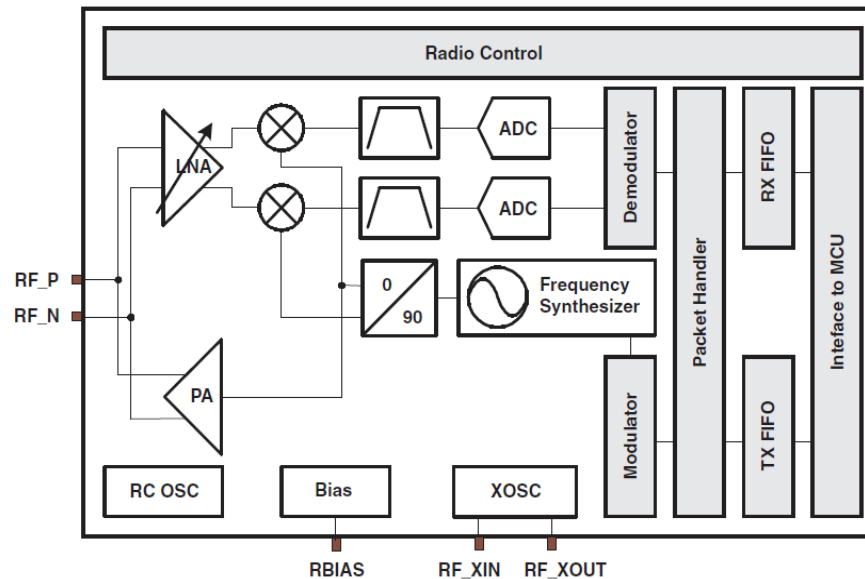 Radio Control
LNA
ADC
ADC
Demodulator
Packet Handler
RX FIFO
Inteface to MCU
RF_P
RF_N
0
90
Frequency
Synthesizer
PA
Modulator
TX FIFO
RC OSC
Bias
XOSC
RBIAS
RF_XIN
RF_XOUT